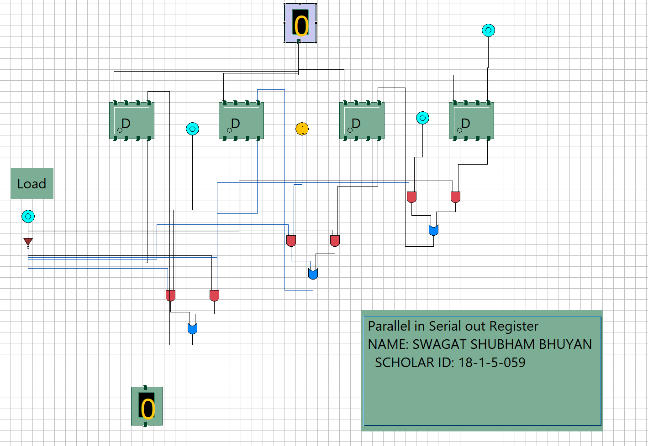 0
D D D D
Load
Parallel in Serial out Register
NAME: SWAGAT SHUBHAM BHUYAN
SCHOLAR ID: 18-1-5-059
0